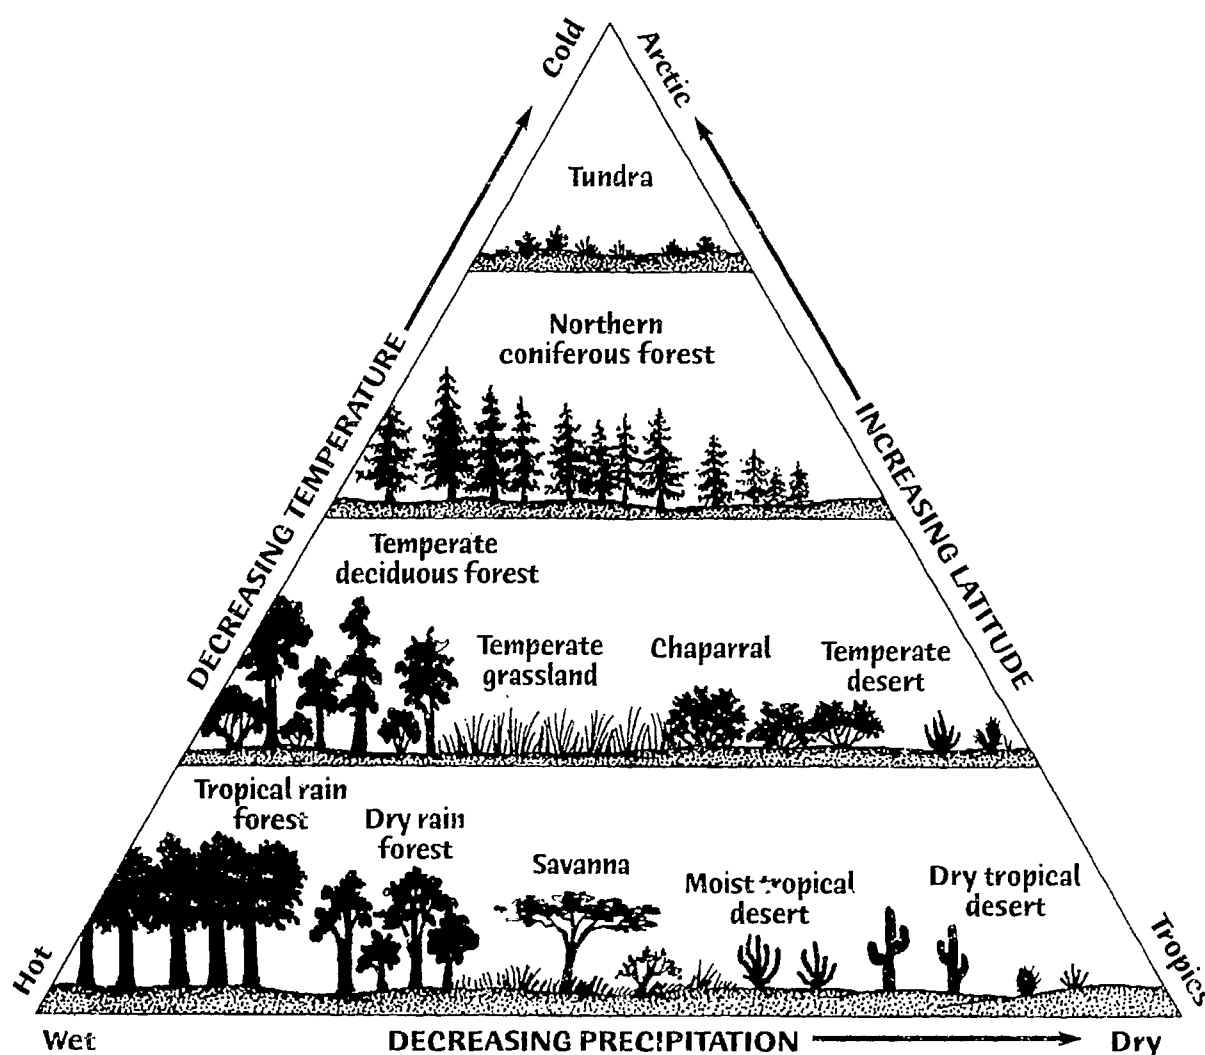 Cold
Arctic
Tundra
Northern
coniferous forest
DECREASING TEMPERATURE
INCREASING LATITUDE
Temperate
deciduous forest
Temperate
grassland
Chaparral
Temperate
desert
Tropical rain
forest
Dry rain
forest
Savanna
Moist tropical
desert
Dry tropical
desert
Hot
Tropics
Wet
DECREASING PRECIPITATION
Dry